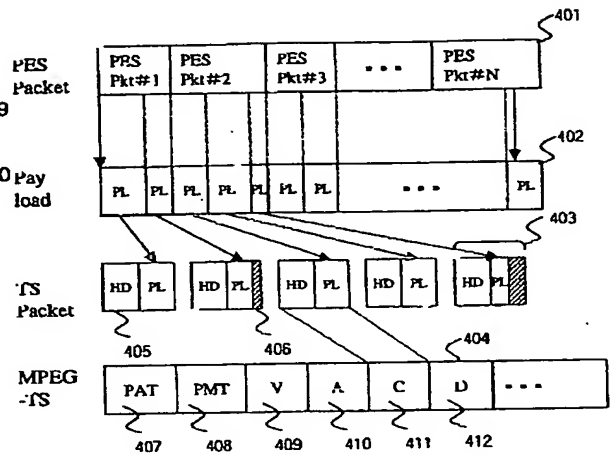 401
PES Packet
PES Pkt#1
PES Pkt#2
PES Pkt#3
...
PES Pkt#N
9
402
0
Pay load
PL
PL
PL
PL
PL
PL
PL
...
PL
403
TS Packet
HD PL
HD PL
HD PL
HD PL
HD PL
405
406
404
MPEG -TS
PAT
PMT
V
A
C
D
...
407
408
409
410
411
412